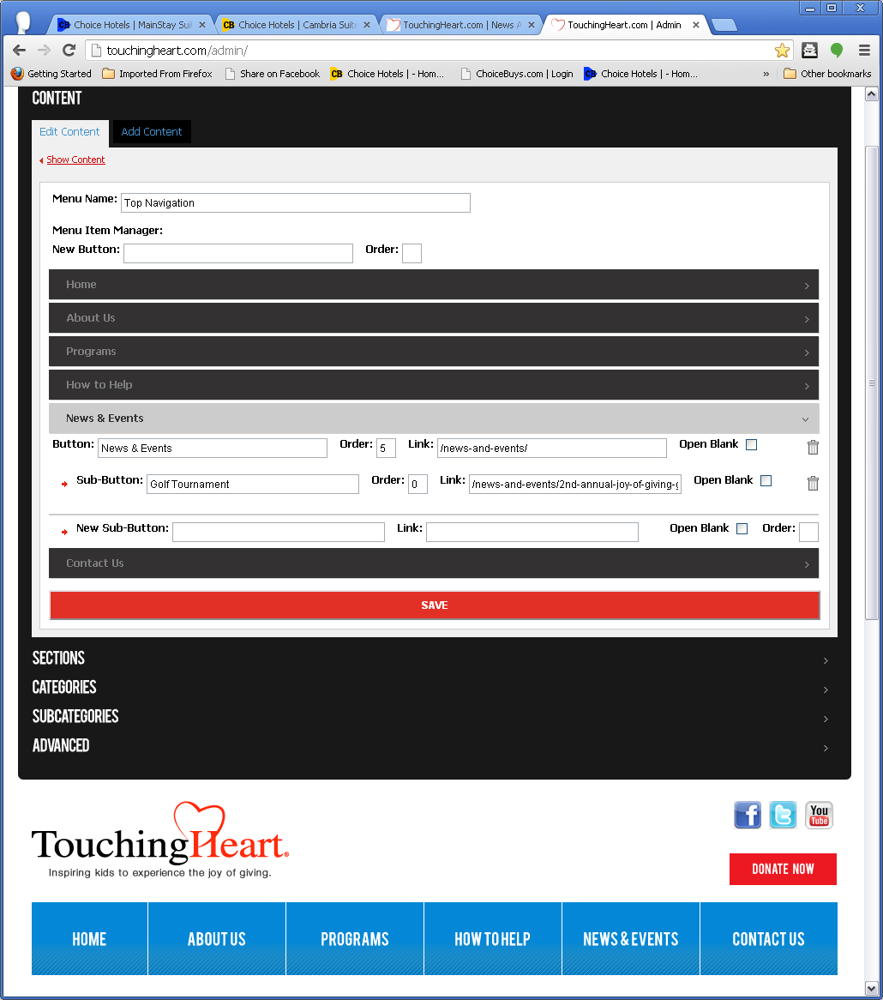 Choice Hotels | MainStay Sui
Choice Hotels | Cambria Suite
TouchingHeart.com | News A
TouchingHeart.com | Admin
touchingheart.com/admin/
Getting Started
Imported From Firefox
Share on Facebook
CB Choice Hotels | - Hom...
ChoiceBuys.com | Login
CB Choice Hotels | - Hom...
»
Other bookmarks
CONTENT
Edit Content Add Content
Show Content
Menu Name: Top Navigation
Menu Item Manager:
New Button: Order:
Home
About Us
Programs
How to Help
News & Events
Button: News & Events Order: 5 Link: /news-and-events/ Open Blank
Sub-Button: Golf Tournament Order: 0 Link: /news-and-events/2nd-annual-joy-of-giving-g Open Blank
New Sub-Button: Link: Open Blank Order:
Contact Us
SAVE
SECTIONS
CATEGORIES
SUBCATEGORIES
ADVANCED
TouchingHeart®
Inspiring kids to experience the joy of giving.
f t You Tube
DONATE NOW
HOME ABOUT US PROGRAMS HOW TO HELP NEWS & EVENTS CONTACT US